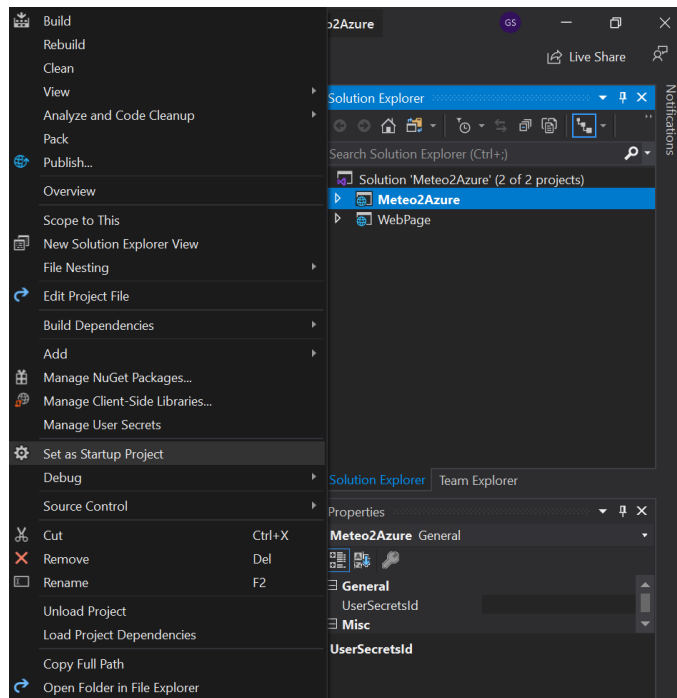 Build
Rebuild
Clean
View
Analyze and Code Cleanup
Pack
Publish...
Overview
Scope to This
New Solution Explorer View
File Nesting
Edit Project File
Build Dependencies
Add
Manage NuGet Packages...
Manage Client-Side Libraries...
Manage User Secrets
Set as Startup Project
Debug
Source Control
Cut Ctrl+X
Remove Del
Rename F2
Unload Project
Load Project Dependencies
Copy Full Path
Open Folder in File Explorer
o2Azure GS
Live Share
Solution Explorer
Search Solution Explorer (Ctrl+;)
Solution 'Meteo2Azure' (2 of 2 projects)
Meteo2Azure
WebPage
Solution Explorer Team Explorer
Properties
Meteo2Azure General
General
UserSecretsId
Misc
UserSecretsId
Notifications